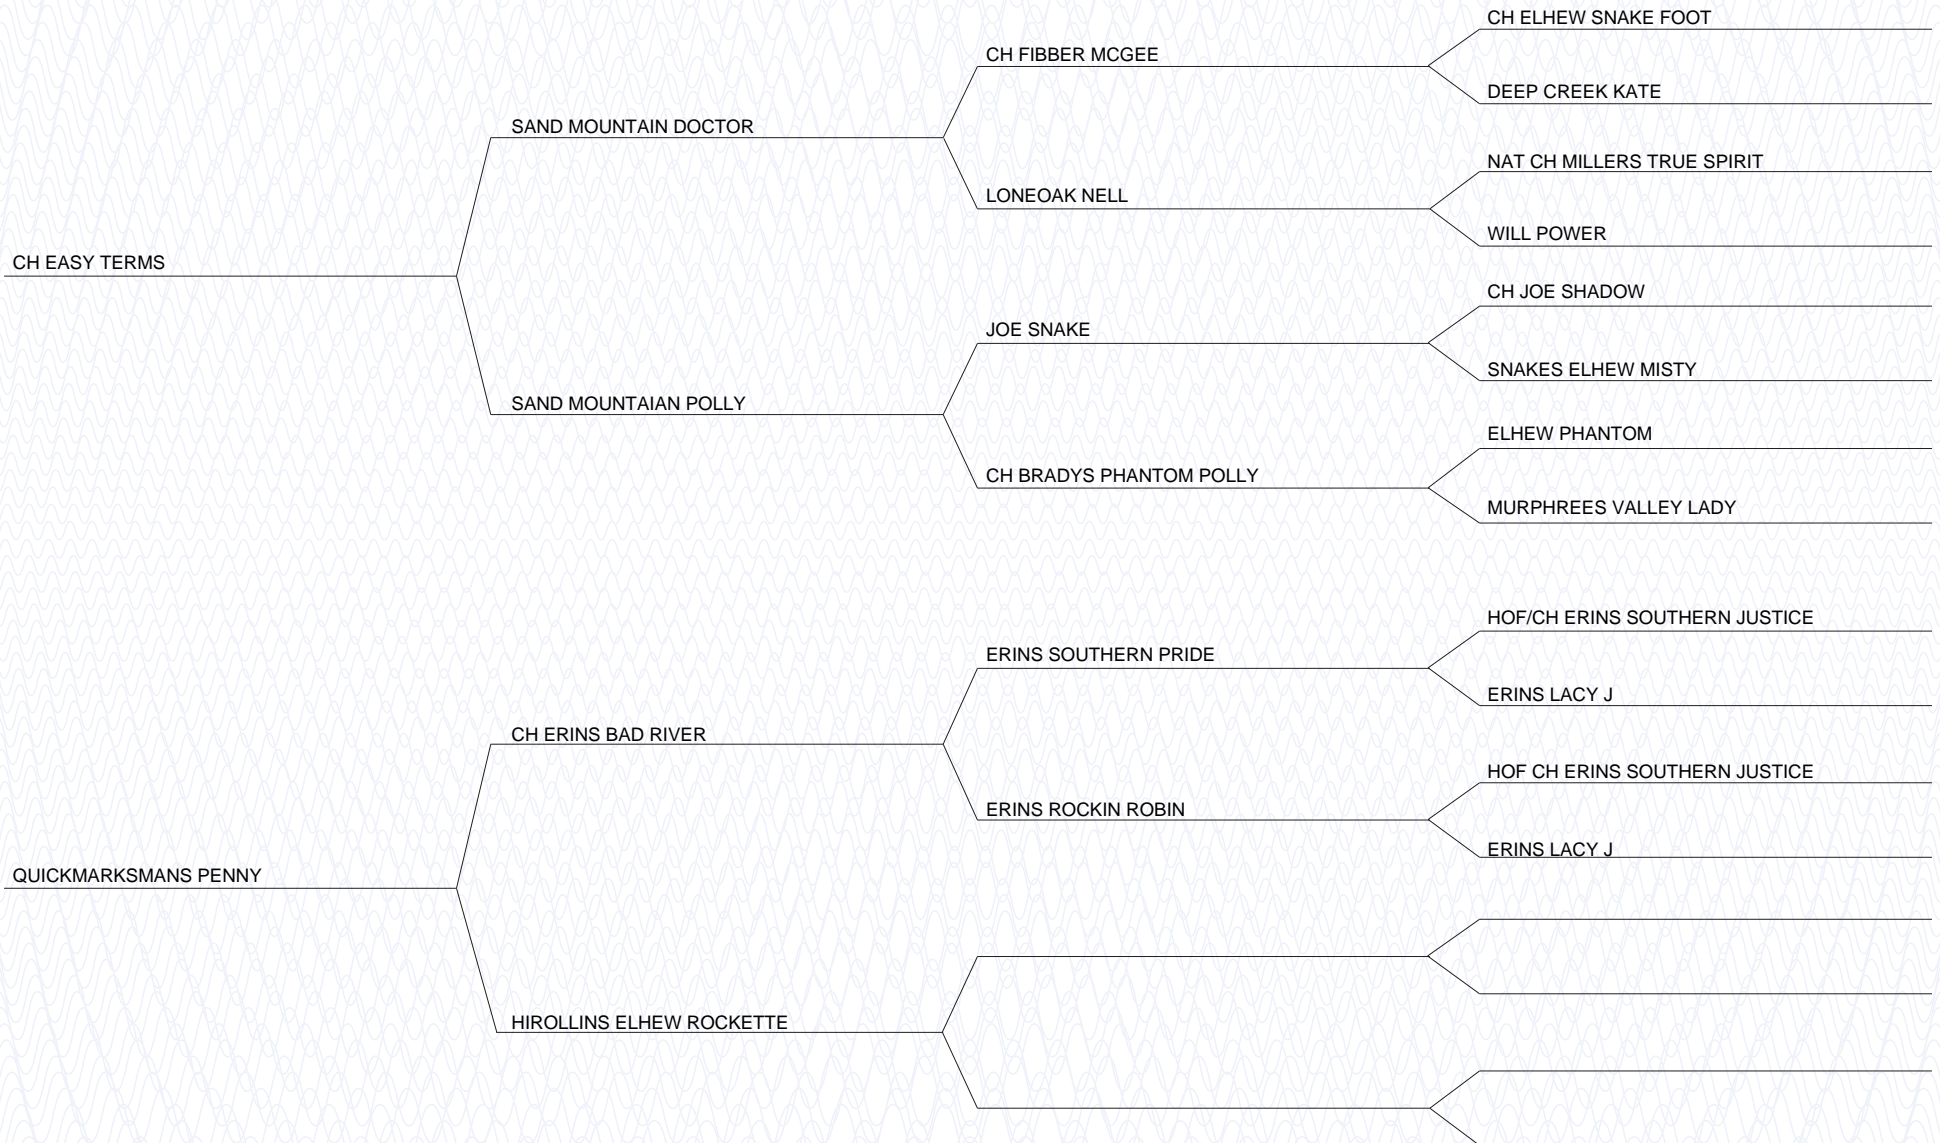 CH ELHEW SNAKE FOOT
CH FIBBER MCGEE
DEEP CREEK KATE
SAND MOUNTAIN DOCTOR
NAT CH MILLERS TRUE SPIRIT
LONEOAK NELL
WILL POWER
CH EASY TERMS
CH JOE SHADOW
JOE SNAKE
SNAKES ELHEW MISTY
SAND MOUNTAIAN POLLY
ELHEW PHANTOM
CH BRADYS PHANTOM POLLY
MURPHREES VALLEY LADY
HOF/CH ERINS SOUTHERN JUSTICE
ERINS SOUTHERN PRIDE
ERINS LACY J
CH ERINS BAD RIVER
HOF CH ERINS SOUTHERN JUSTICE
ERINS ROCKIN ROBIN
ERINS LACY J
QUICKMARKSMANS PENNY
HIROLLINS ELHEW ROCKETTE